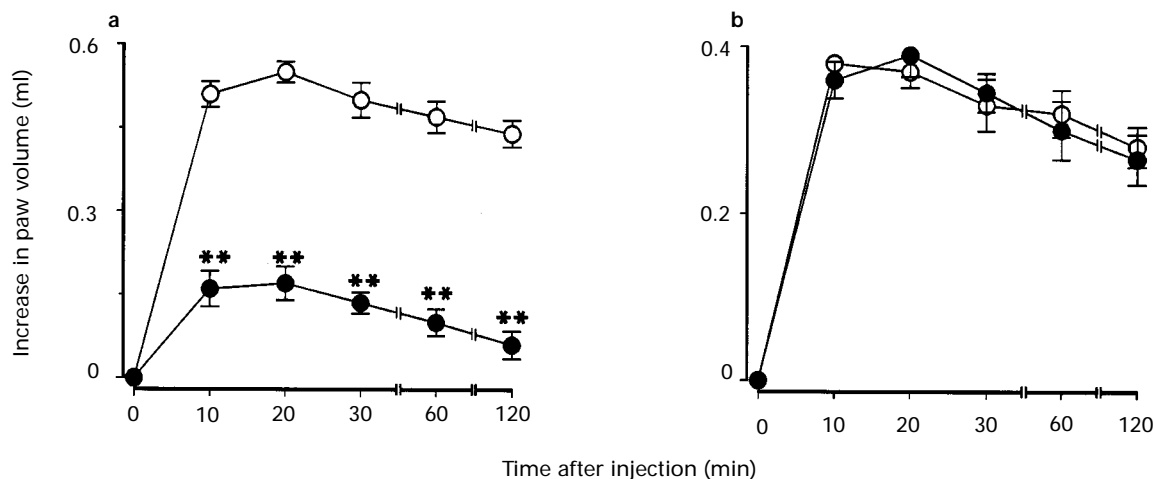 a
b
Increase in paw volume (ml)
0.6
0.3
0
** ** ** ** **
0 10 20 30 60 120
0.4
0.2
0
0 10 20 30 60 120
Time after injection (min)